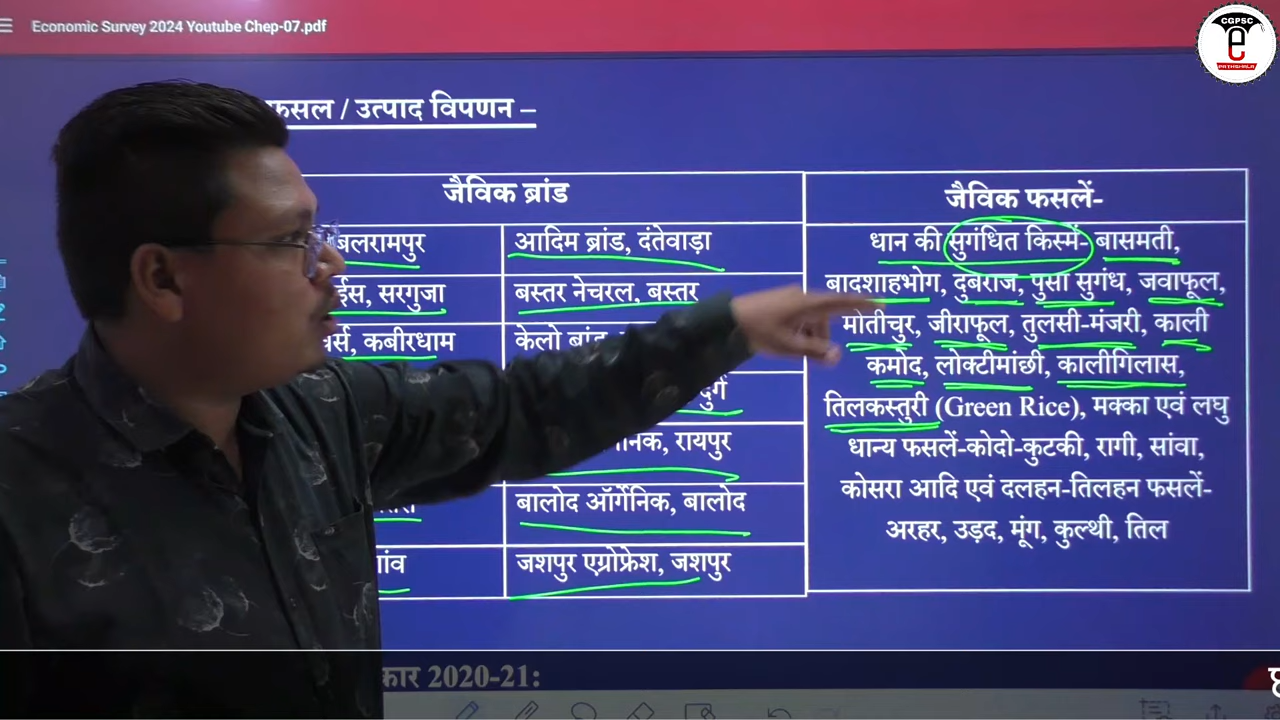 Economic Survey 2024 Youtube Chep-07.pdf
CGPSC
e
PATHSHALA
फसल / उत्पाद विपणन –
जैविक ब्रांड
बलरामपुर
आदिम ब्रांड, दंतेवाड़ा
सरगुजा
बस्तर नेचरल, बस्तर
कबीरधाम
केलो ब्रांड,
दुर्ग
रायपुर
बालोद ऑर्गेनिक, बालोद
जशपुर एग्रोफ्रेश, जशपुर
जैविक फसलें-
धान की सुगंधित किस्में- बासमती,
बादशाहभोग, दुबराज, पुसा सुगंध, जवाफूल,
मोतीचुर, जीराफूल, तुलसी-मंजरी, काली
कमोद, लोक्टीमांछी, कालीगिलास,
तिलकस्तुरी (Green Rice), मक्का एवं लघु
धान्य फसलें-कोदो-कुटकी, रागी, सांवा,
कोसरा आदि एवं दलहन-तिलहन फसलें-
अरहर, उड़द, मूंग, कुल्थी, तिल
2020-21: